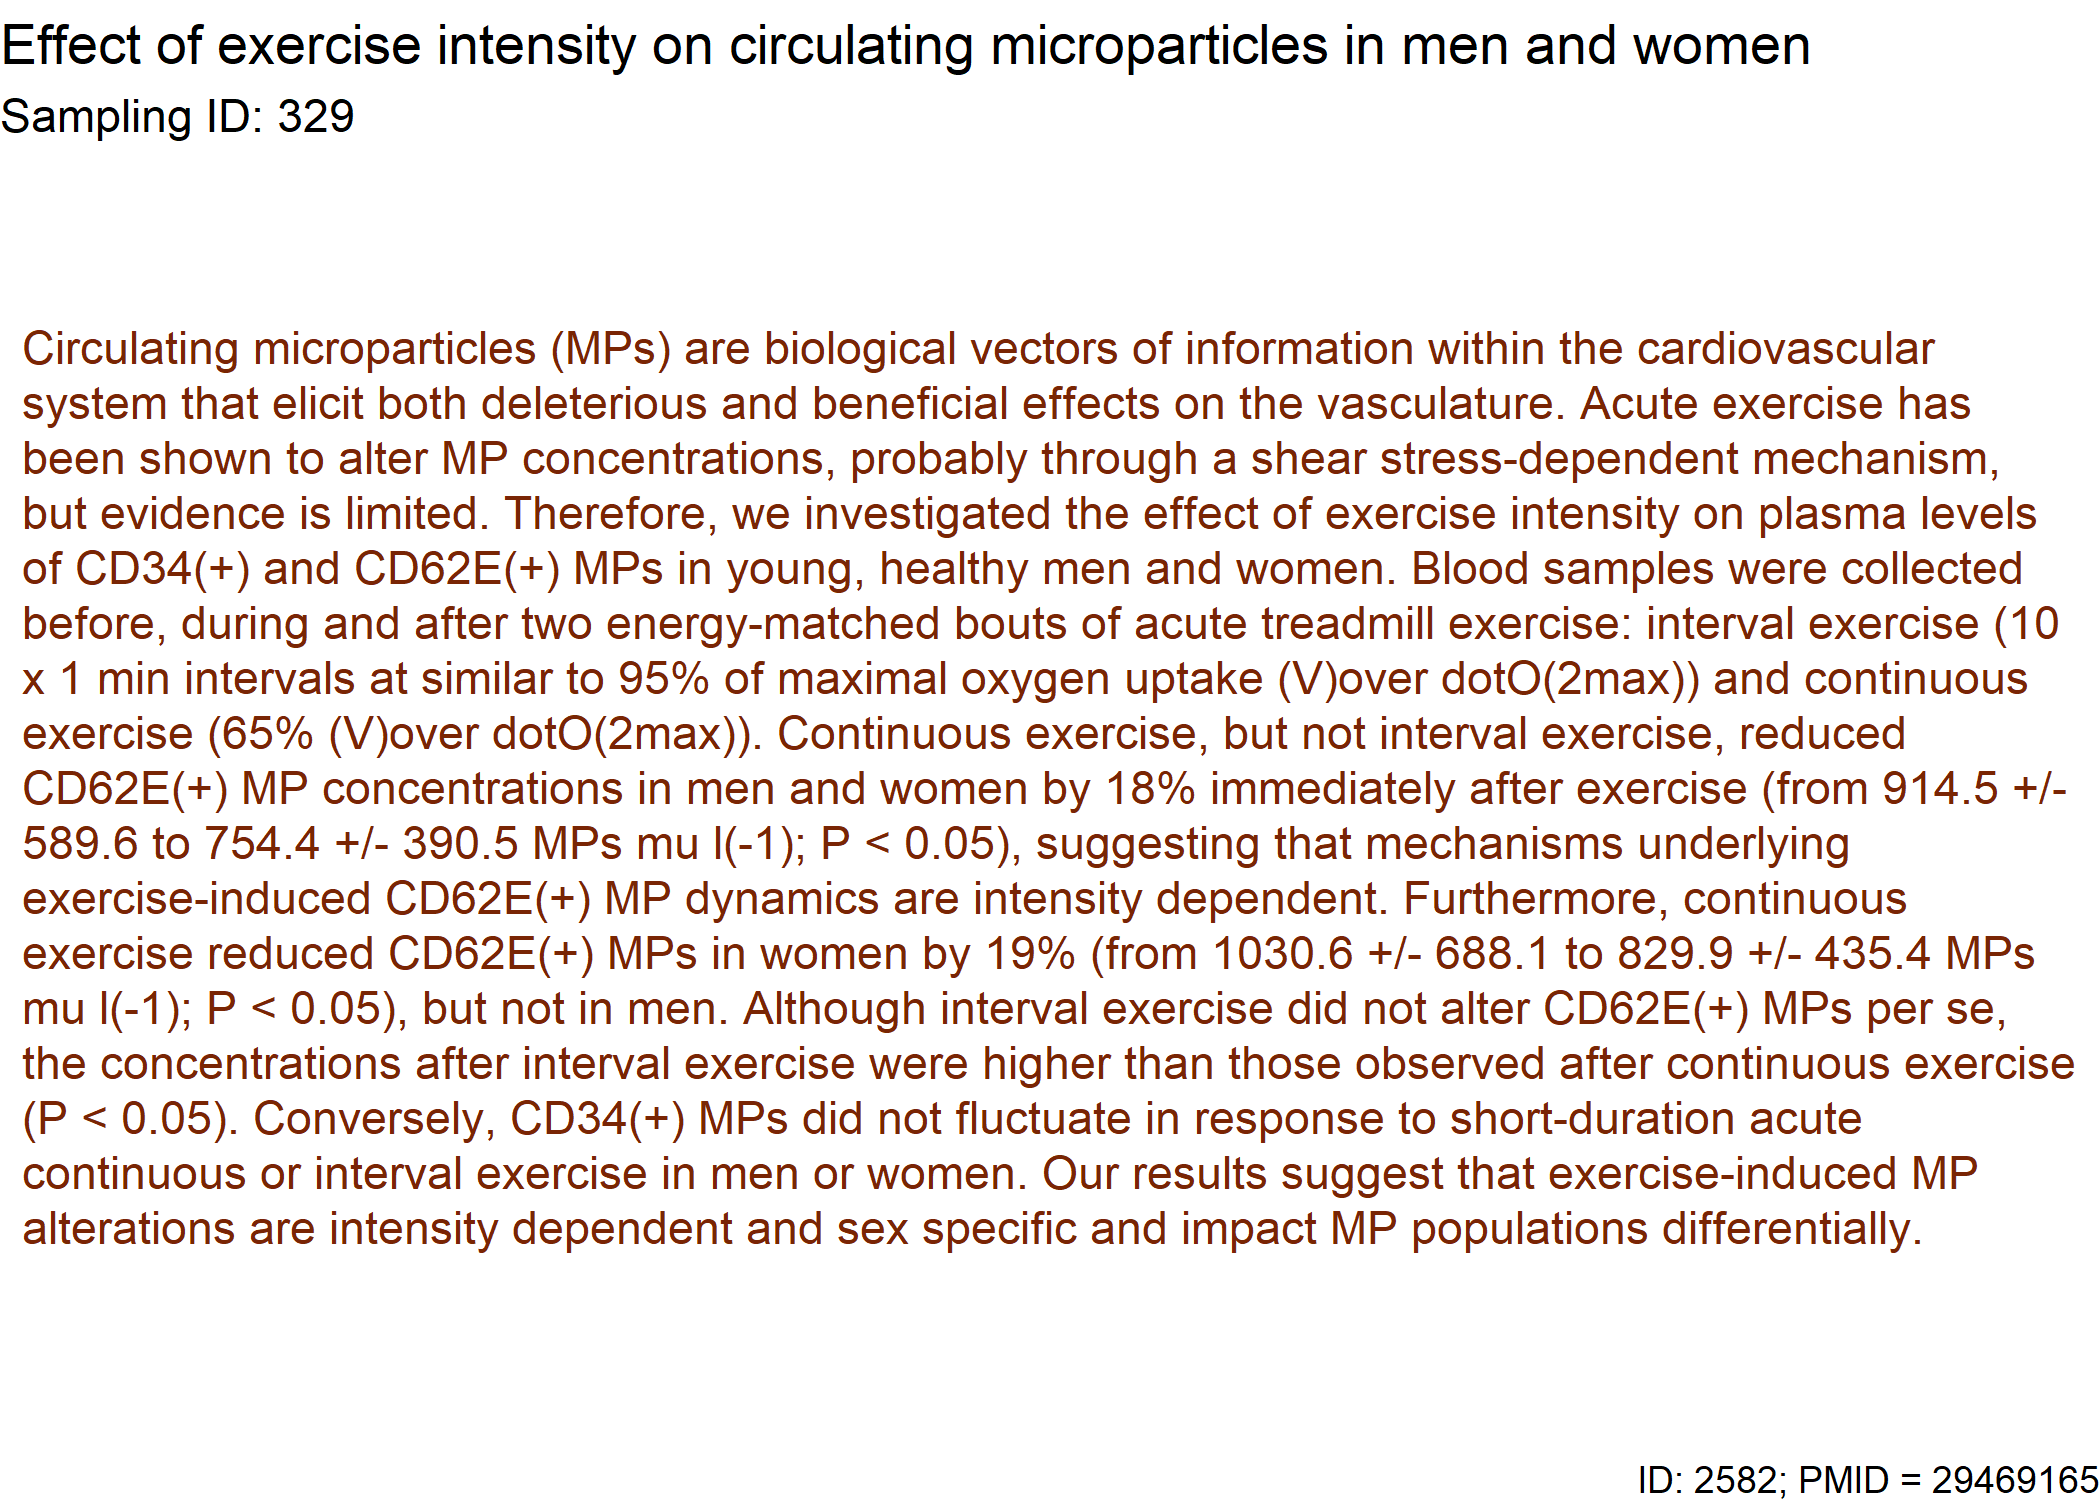 Effect of exercise intensity on circulating microparticles in men and women
Sampling ID: 329
Circulating microparticles (MPs) are biological vectors of information within the cardiovascular
system that elicit both deleterious and beneficial effects on the vasculature. Acute exercise has
been shown to alter MP concentrations, probably through a shear stress-dependent mechanism,
but evidence is limited. Therefore, we investigated the effect of exercise intensity on plasma levels
of CD34(+) and CD62E(+) MPs in young, healthy men and women. Blood samples were collected
before, during and after two energy-matched bouts of acute treadmill exercise: interval exercise (10
x 1 min intervals at similar to 95% of maximal oxygen uptake (V)over dotO(2max)) and continuous
exercise (65% (V)over dotO(2max)). Continuous exercise, but not interval exercise, reduced
CD62E(+) MP concentrations in men and women by 18% immediately after exercise (from 914.5 +/-
589.6 to 754.4 +/- 390.5 MPs mu l(-1); P < 0.05), suggesting that mechanisms underlying
exercise-induced CD62E(+) MP dynamics are intensity dependent. Furthermore, continuous
exercise reduced CD62E(+) MPs in women by 19% (from 1030.6 +/- 688.1 to 829.9 +/- 435.4 MPs
mu l(-1); P < 0.05), but not in men. Although interval exercise did not alter CD62E(+) MPs per se,
the concentrations after interval exercise were higher than those observed after continuous exercise
(P < 0.05). Conversely, CD34(+) MPs did not fluctuate in response to short-duration acute
continuous or interval exercise in men or women. Our results suggest that exercise-induced MP
alterations are intensity dependent and sex specific and impact MP populations differentially.
ID: 2582; PMID = 29469165